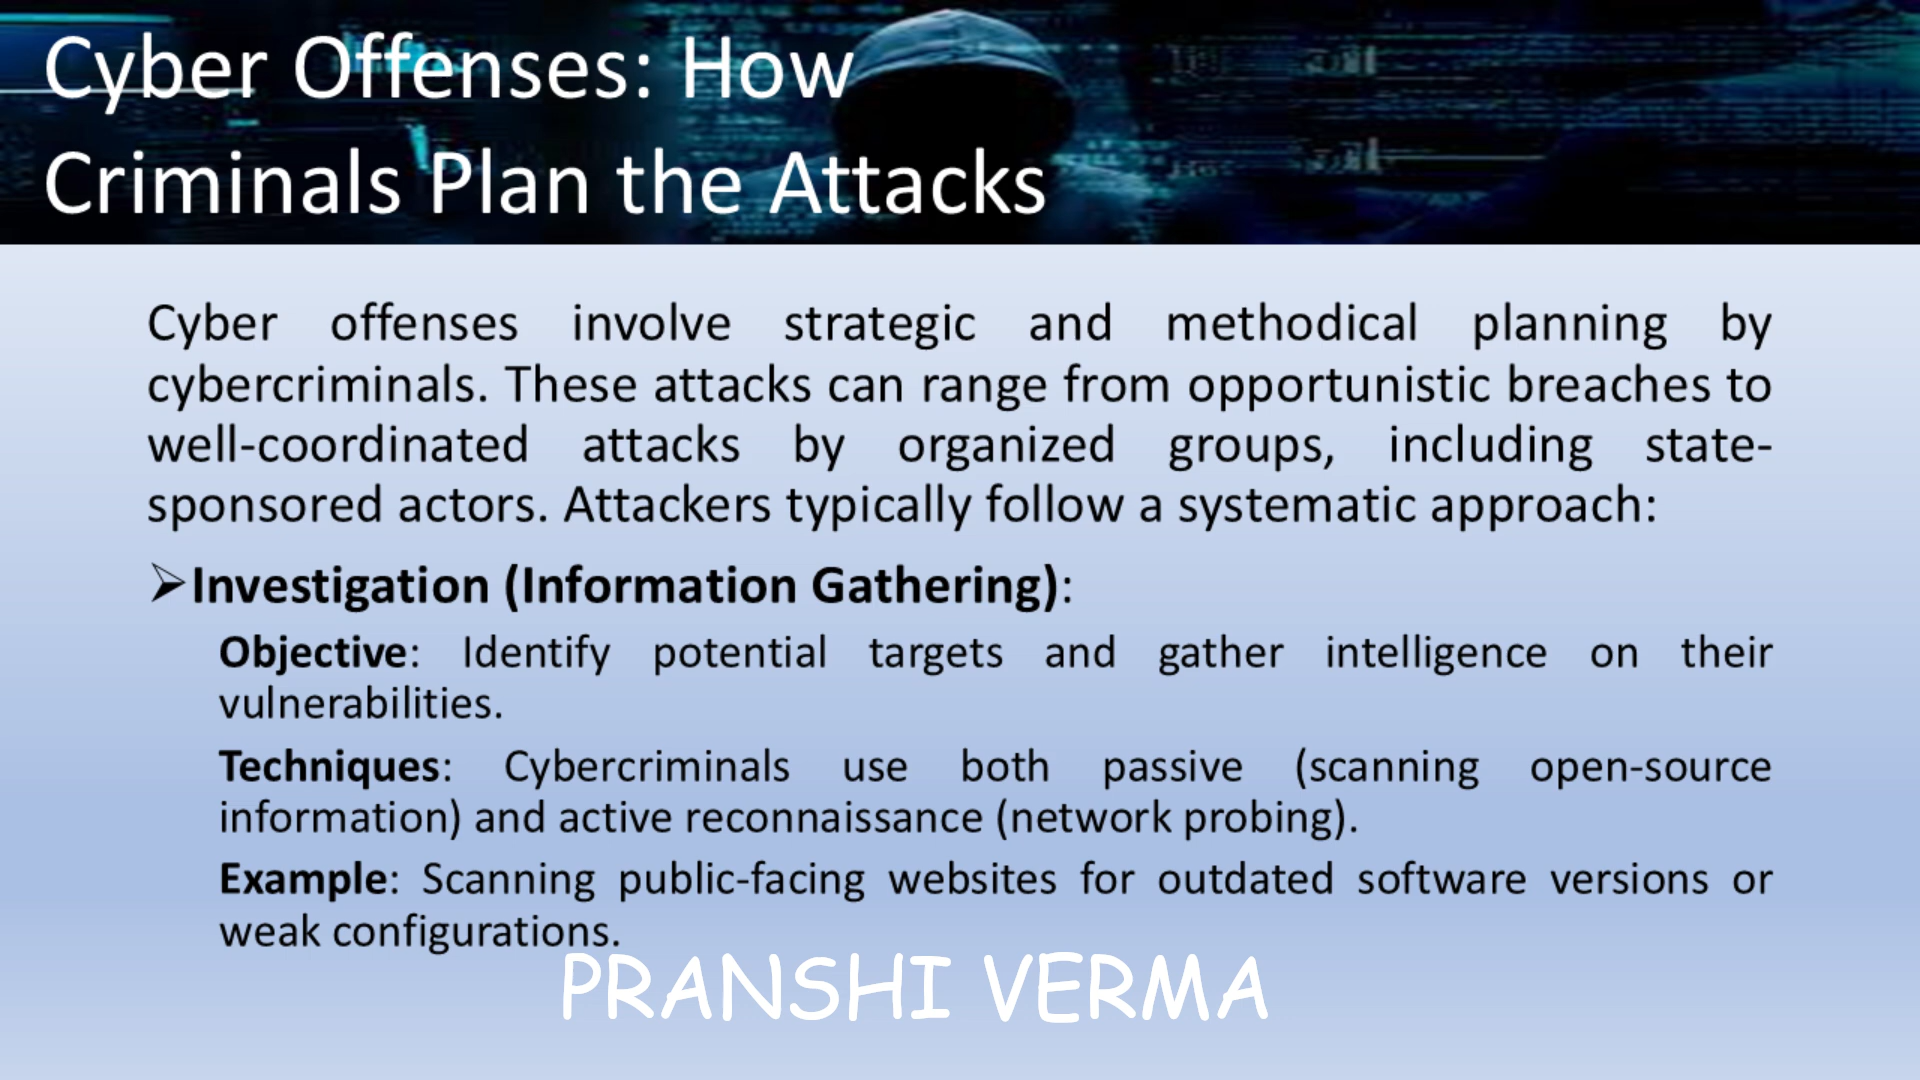 Cyber Offenses: How
Criminals Plan the Attacks
Cyber offenses involve strategic and methodical planning by
cybercriminals. These attacks can range from opportunistic breaches to
well-coordinated attacks by organized groups, including state-
sponsored actors. Attackers typically follow a systematic approach:
➢Investigation (Information Gathering):
Objective: Identify potential targets and gather intelligence on their
vulnerabilities.
Techniques: Cybercriminals use both passive (scanning open-source
information) and active reconnaissance (network probing).
Example: Scanning public-facing websites for outdated software versions or
weak configurations.
PRANSHI VERMA